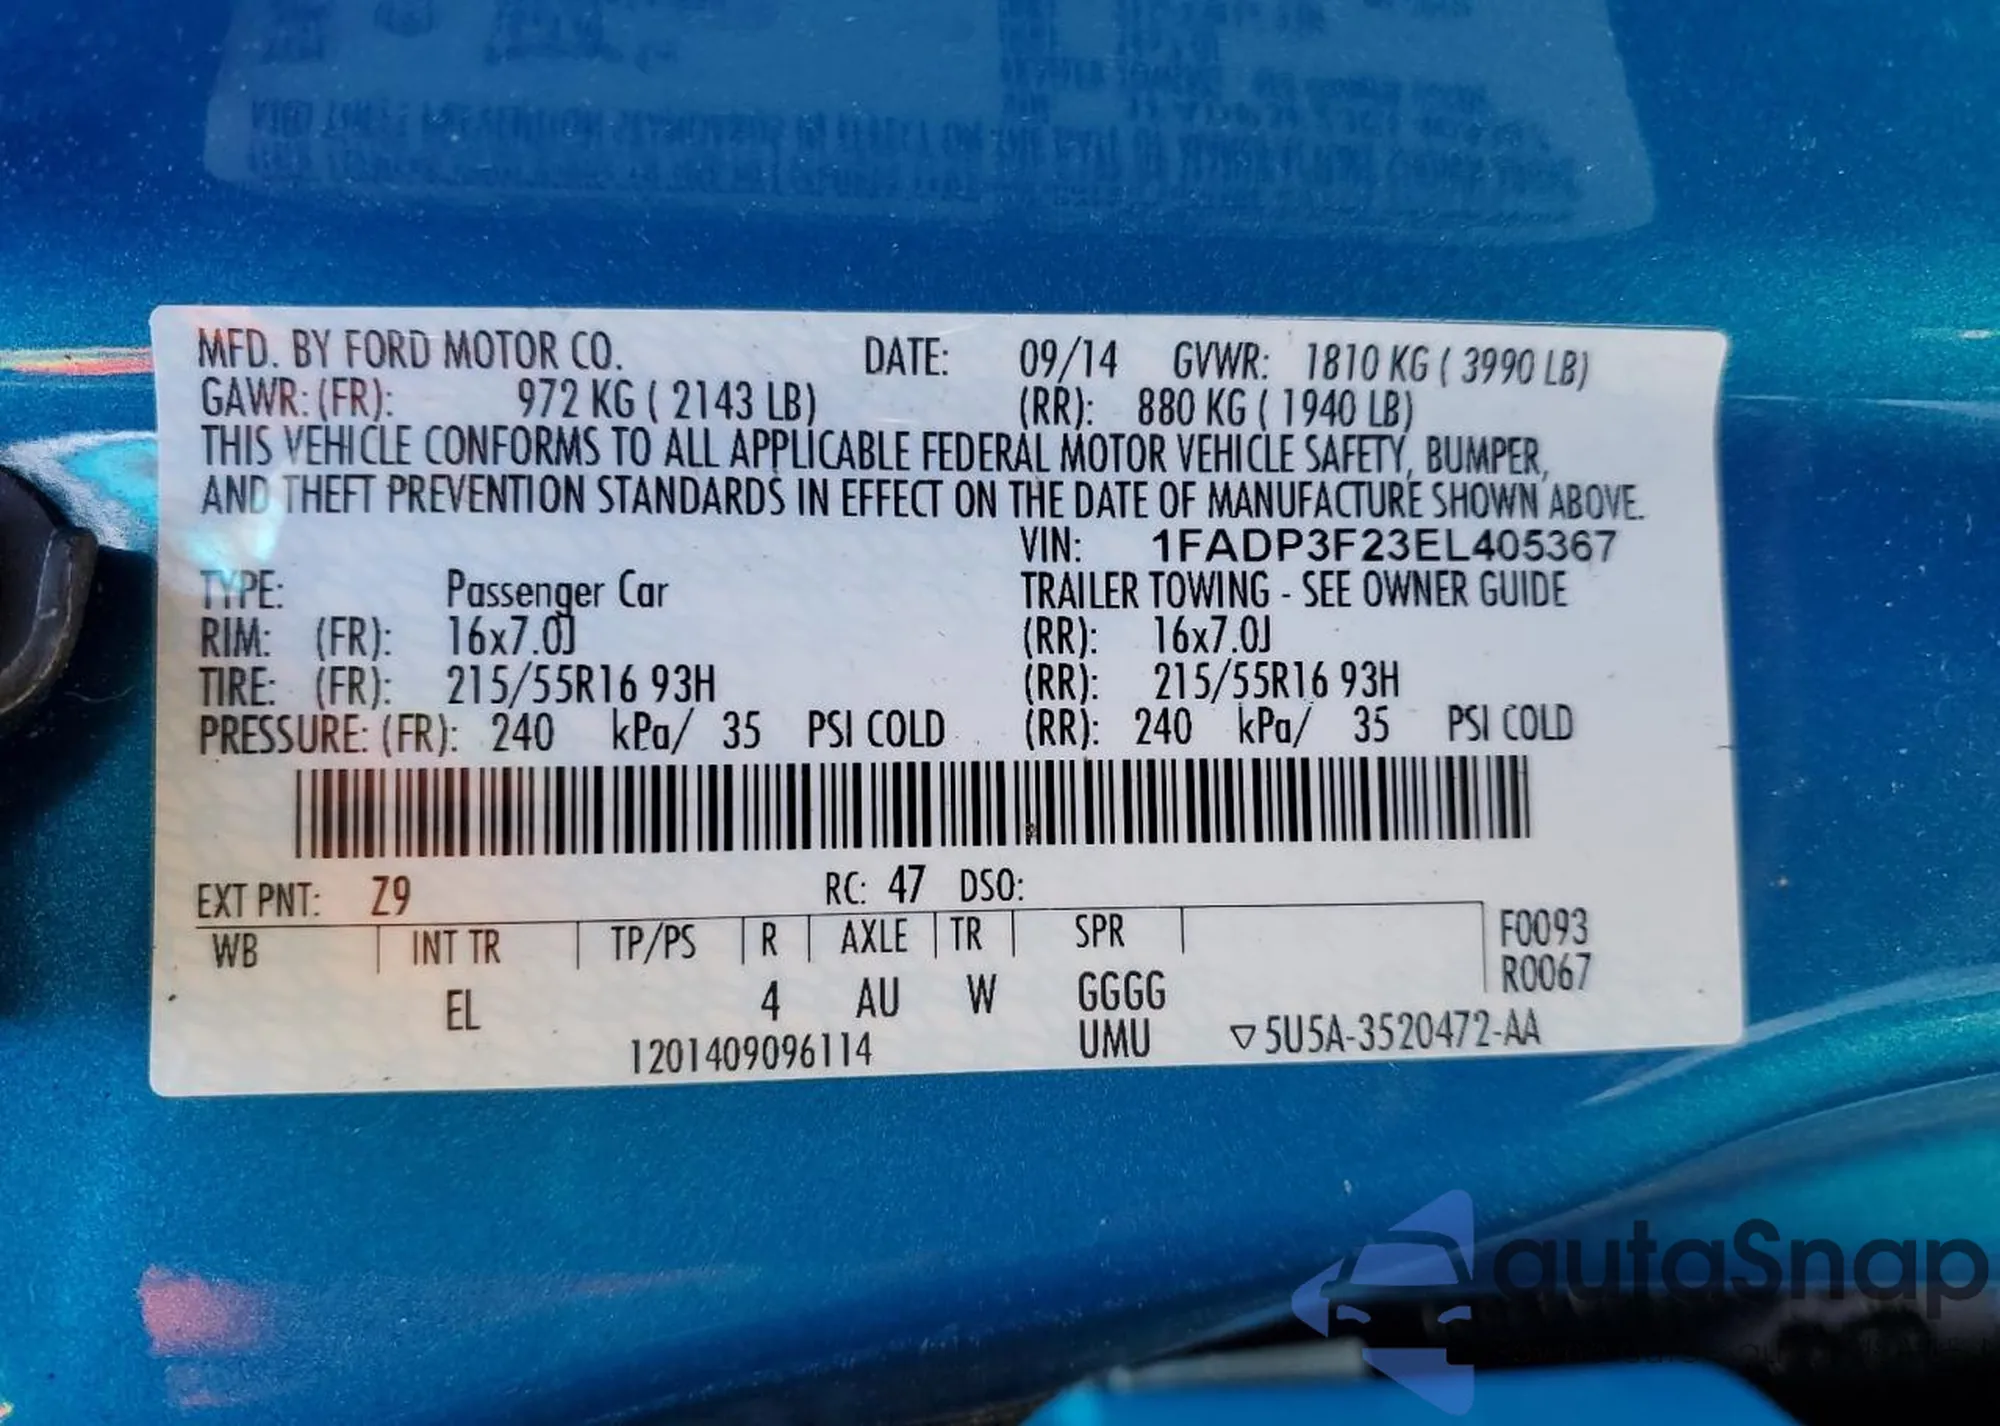 MFD. BY FORD MOTOR CO. DATE: 09/14 GVWR: 1810 KG ( 3990 LB)
GAWR: (FR): 972 KG ( 2143 LB) (RR): 880 KG ( 1940 LB)
THIS VEHICLE CONFORMS TO ALL APPLICABLE FEDERAL MOTOR VEHICLE SAFETY, BUMPER,
AND THEFT PREVENTION STANDARDS IN EFFECT ON THE DATE OF MANUFACTURE SHOWN ABOVE.
VIN: 1FADP3F23EL405367
TYPE: Passenger Car TRAILER TOWING - SEE OWNER GUIDE
RIM: (FR): 16x7.0J (RR): 16x7.0J
TIRE: (FR): 215/55R16 93H (RR): 215/55R16 93H
PRESSURE: (FR): 240 kPa/ 35 PSI COLD (RR): 240 kPa/ 35 PSI COLD
EXT PNT: Z9 RC: 47 DSO:
WB INT TR TP/PS R AXLE TR SPR F0093
R0067
EL 4 AU W GGGG
1201409096114 UMU ▽5U5A-3520472-AA
autaSnap